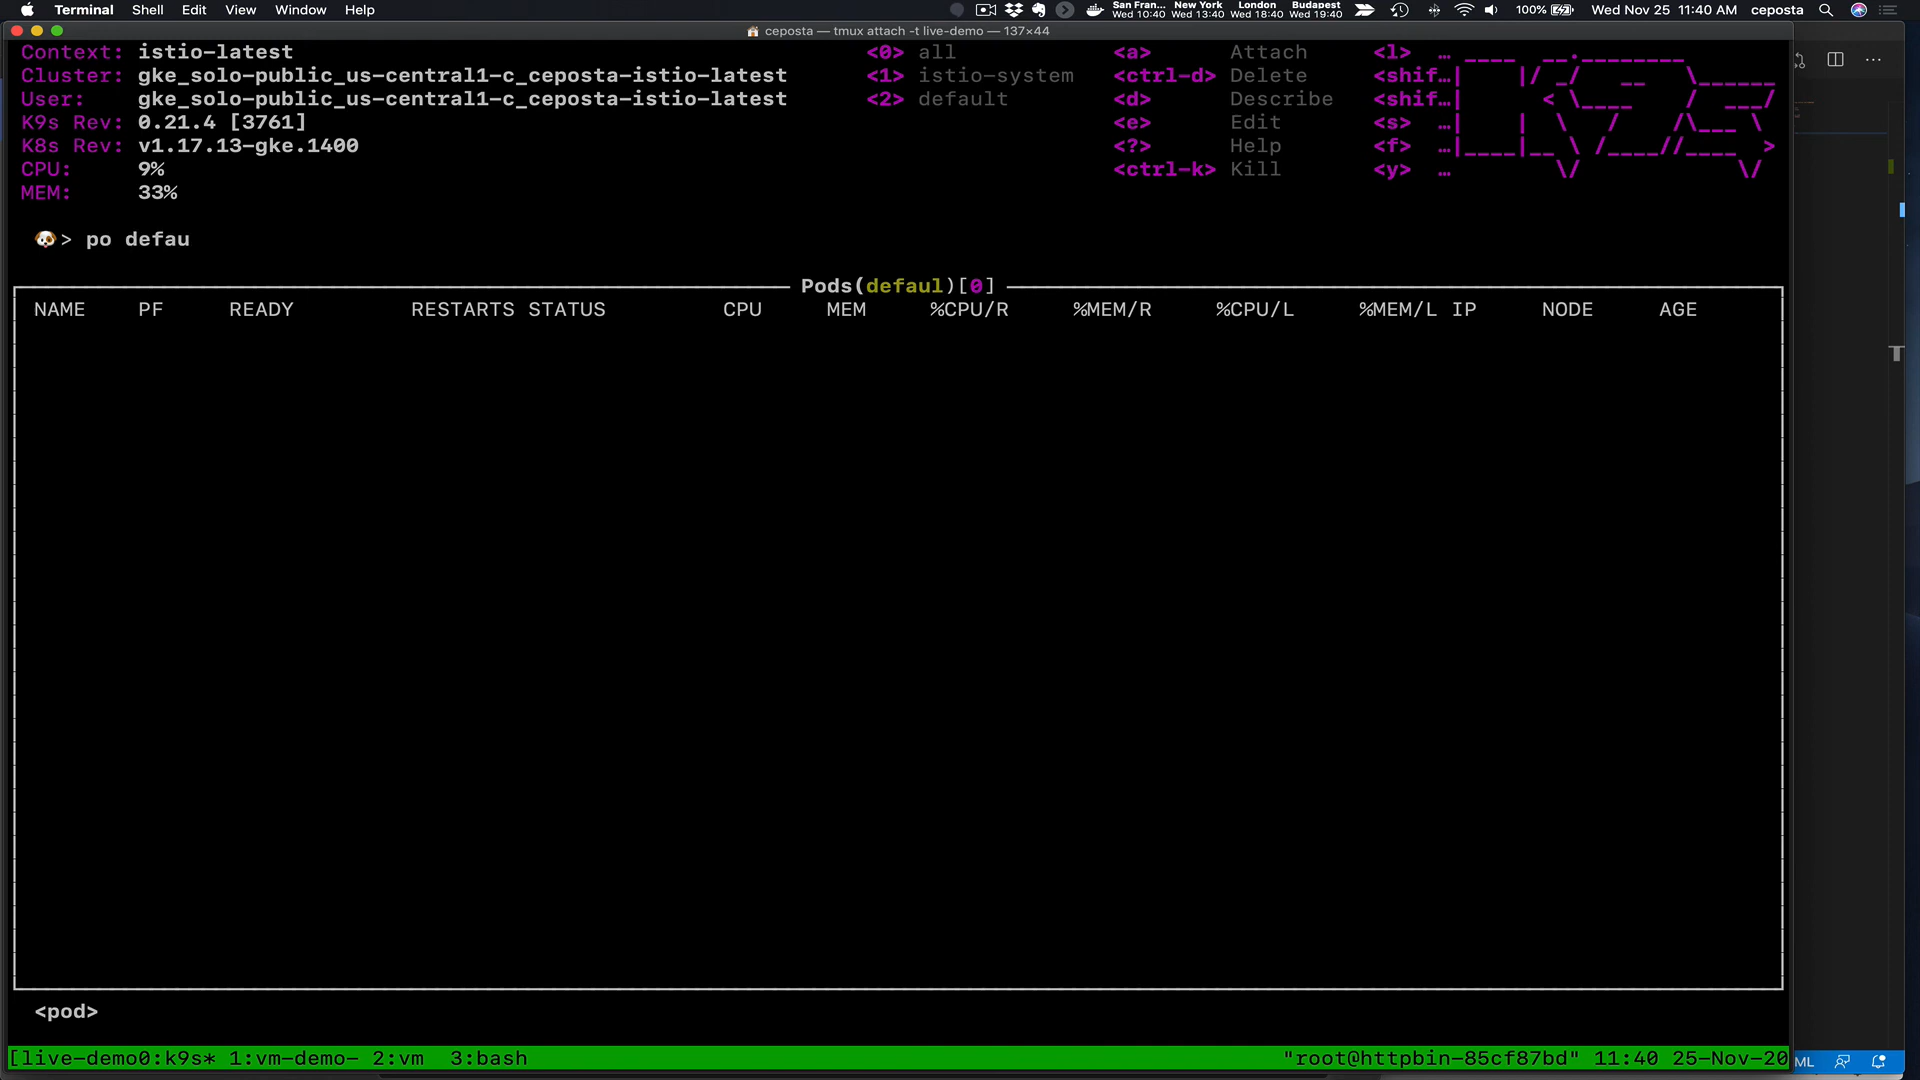 Terminal Shell Edit View Window Help San Fran... Wed 10:40 New York Wed 13:40 London Wed 18:40 Budapest Wed 19:40 100% Wed Nov 25 11:40 AM ceposta
ceposta — tmux attach -t live-demo — 137×44
Context: istio-latest <0> all <a> Attach <l> …
Cluster: gke_solo-public_us-central1-c_ceposta-istio-latest <1> istio-system <ctrl-d> Delete <shif…
User: gke_solo-public_us-central1-c_ceposta-istio-latest <2> default <d> Describe <shif…
K9s Rev: 0.21.4 [3761] <e> Edit <s> …
K8s Rev: v1.17.13-gke.1400 <?> Help <f> …
CPU: 9% <ctrl-k> Kill <y> …
MEM: 33%
> po defau
Pods(defaul)[0]
NAME PF READY RESTARTS STATUS CPU MEM %CPU/R %MEM/R %CPU/L %MEM/L IP NODE AGE
<pod>
[live-demo0:k9s* 1:vm-demo- 2:vm 3:bash "root@httpbin-85cf87bd" 11:40 25-Nov-20
ML